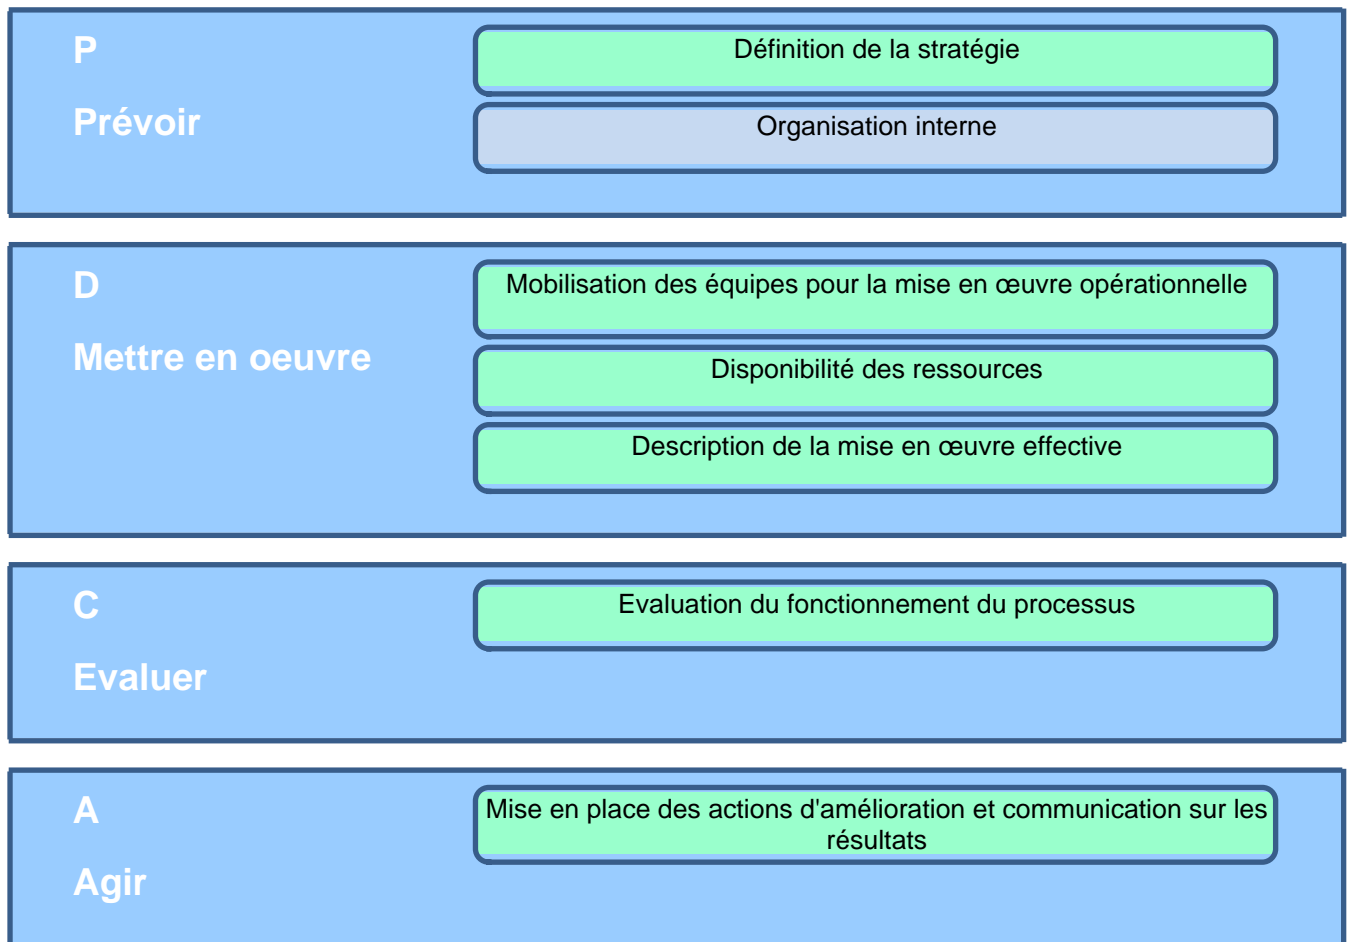 P
Prévoir
Définition de la stratégie
Organisation interne
D
Mettre en oeuvre
Mobilisation des équipes pour la mise en œuvre opérationnelle
Disponibilité des ressources
Description de la mise en œuvre effective
C
Evaluer
Evaluation du fonctionnement du processus
A
Agir
Mise en place des actions d'amélioration et communication sur les
résultats